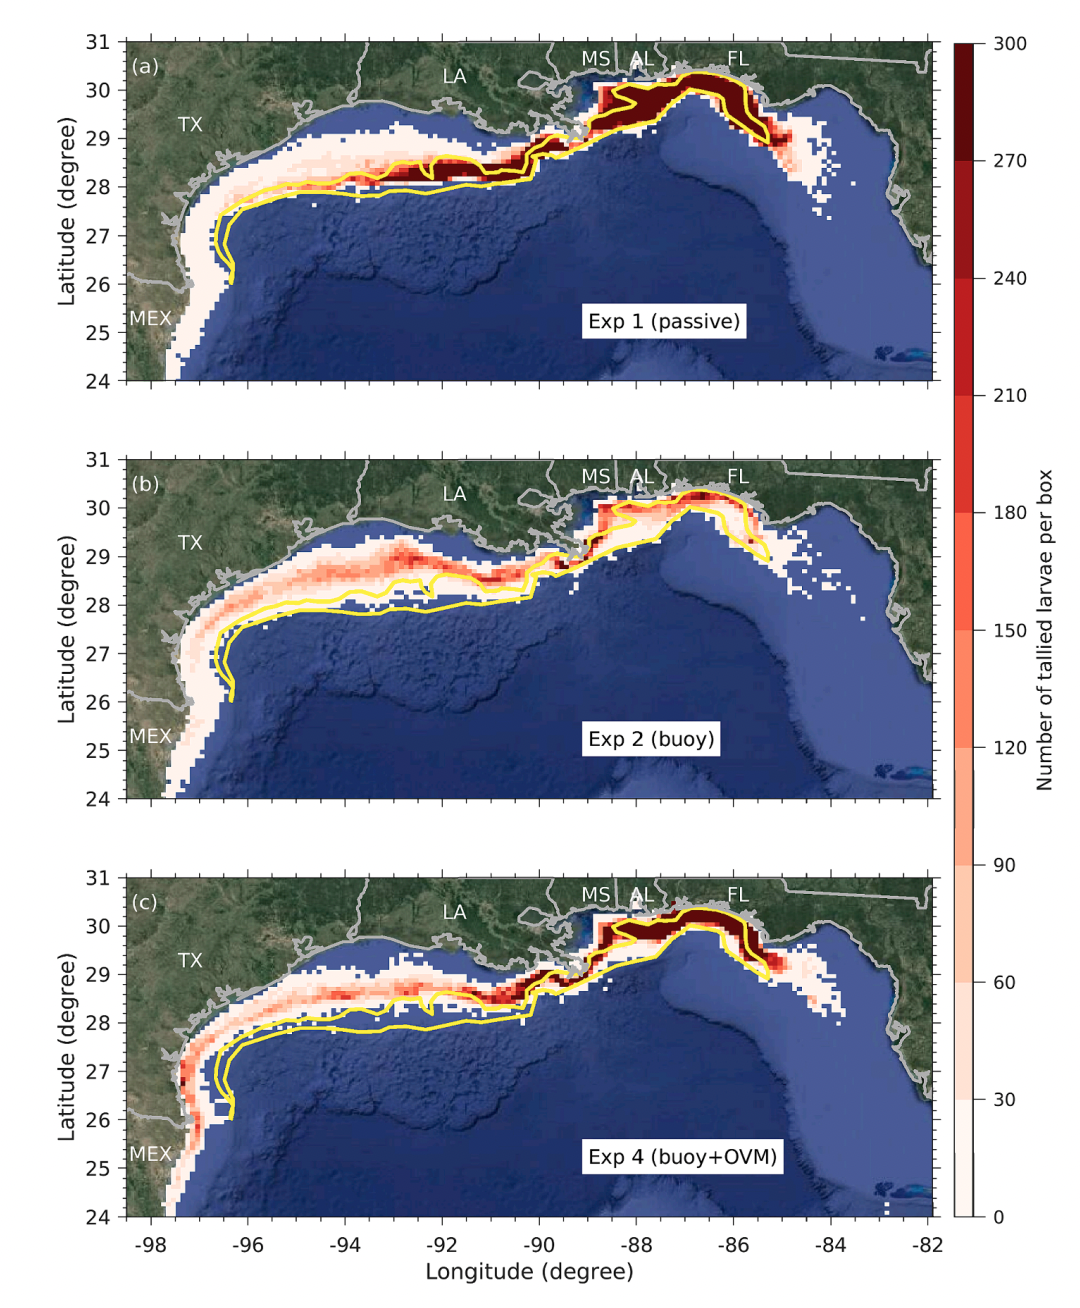 31
(a)
MS
AL
FL
LA
30
TX
29
28
27
26
MEX
25
24
Latitude (degree)
Exp 1 (passive)
31
(b)
MS
AL
FL
LA
30
TX
29
28
27
26
MEX
25
24
Latitude (degree)
Exp 2 (buoy)
31
(c)
MS
AL
FL
LA
30
TX
29
28
27
26
MEX
25
24
Latitude (degree)
Exp 4 (buoy+OVM)
-98 -96 -94 -92 -90 -88 -86 -84 -82
Longitude (degree)
300
270
240
210
180
150
120
90
60
30
0
Number of tallied larvae per box